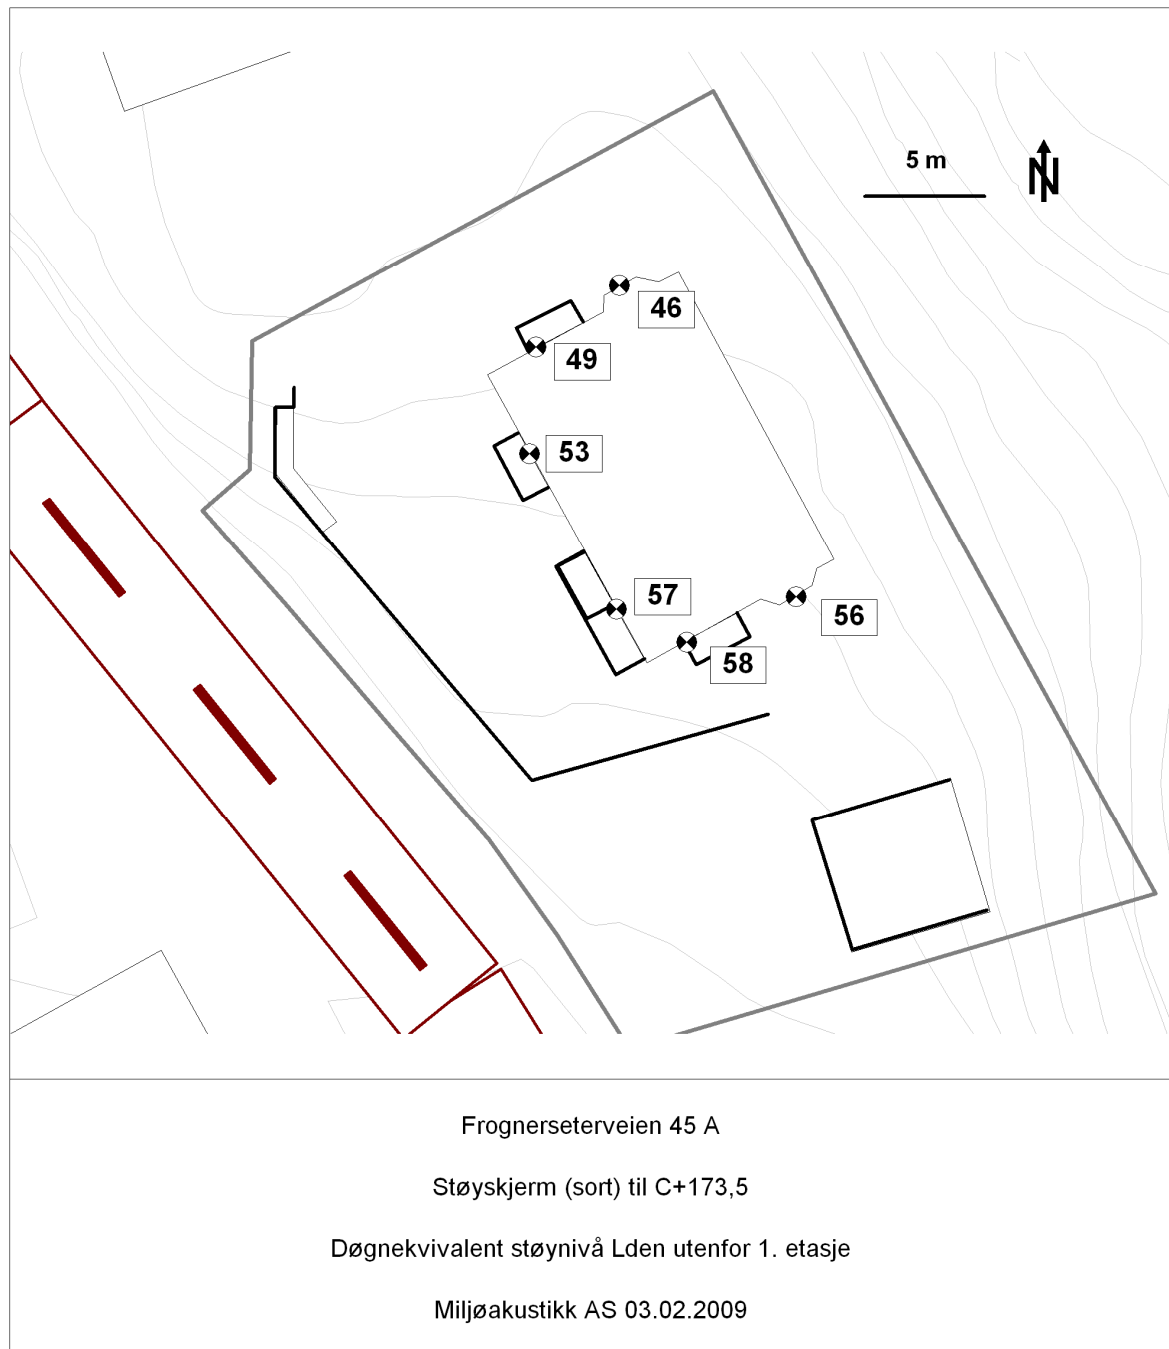 5 m
N
46
49
53
57
56
58
Frognerseterveien 45 A
Støyskjerm (sort) til C+173,5
Døgnekvivalent støynivå Lden utenfor 1. etasje
Miljøakustikk AS 03.02.2009